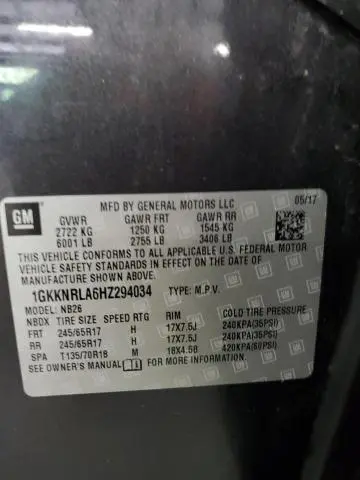 GM
MFD BY GENERAL MOTORS LLC 05/17
GVWR GAWR FRT GAWR RR
2722 KG 1250 KG 1545 KG
6001 LB 2755 LB 3406 LB
THIS VEHICLE CONFORMS TO ALL APPLICABLE U.S. FEDERAL MOTOR
VEHICLE SAFETY STANDARDS IN EFFECT ON THE DATE OF
MANUFACTURE SHOWN ABOVE.
1GKKNRLA6HZ294034 TYPE: M.P.V.
MODEL: NB26
NBDX TIRE SIZE SPEED RTG RIM COLD TIRE PRESSURE
FRT 245/65R17 H 17X7.5J 240KPA(35PSI)
RR 245/65R17 H 17X7.5J 240KPA(35PSI)
SPA T135/70R18 M 18X4.5B 420KPA(60PSI)
SEE OWNER'S MANUAL FOR MORE INFORMATION.